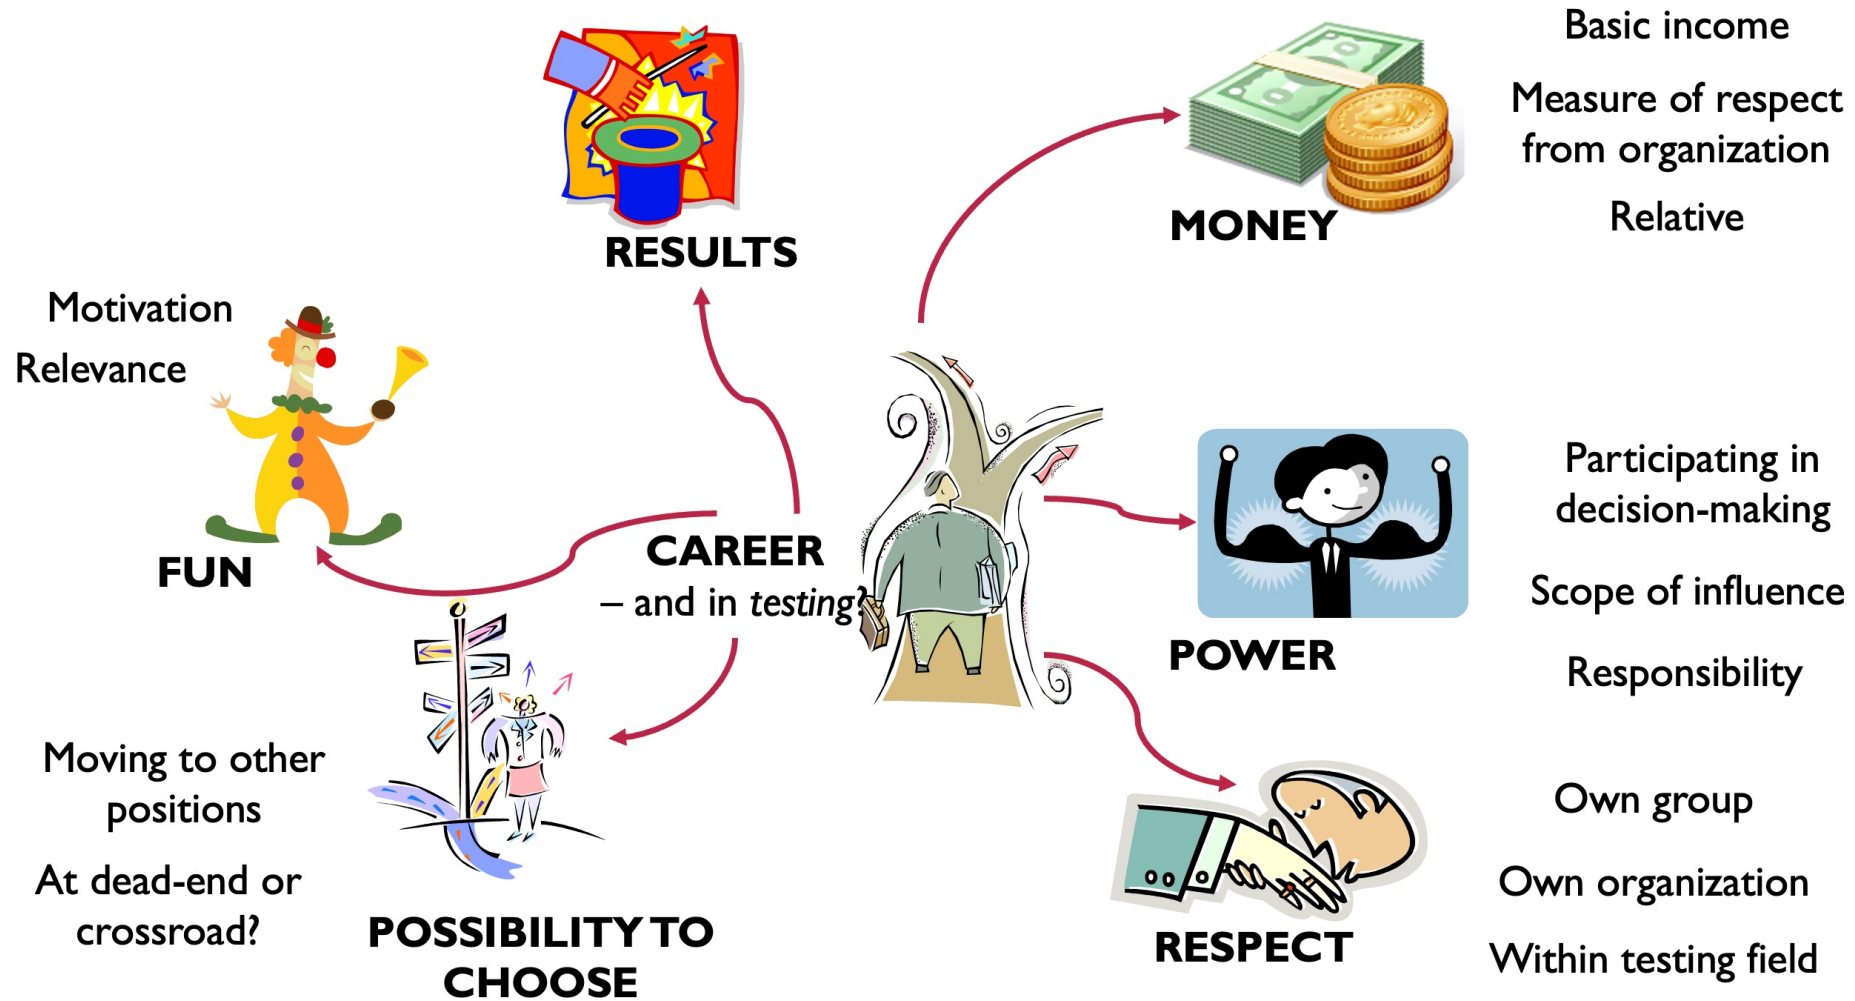 RESULTS
MONEY
Basic income
Measure of respect
from organization
Relative
Motivation
Relevance
FUN
CAREER
– and in testing?
POWER
Participating in
decision-making
Scope of influence
Responsibility
Moving to other
positions
At dead-end or
crossroad?
POSSIBILITY TO
CHOOSE
RESPECT
Own group
Own organization
Within testing field